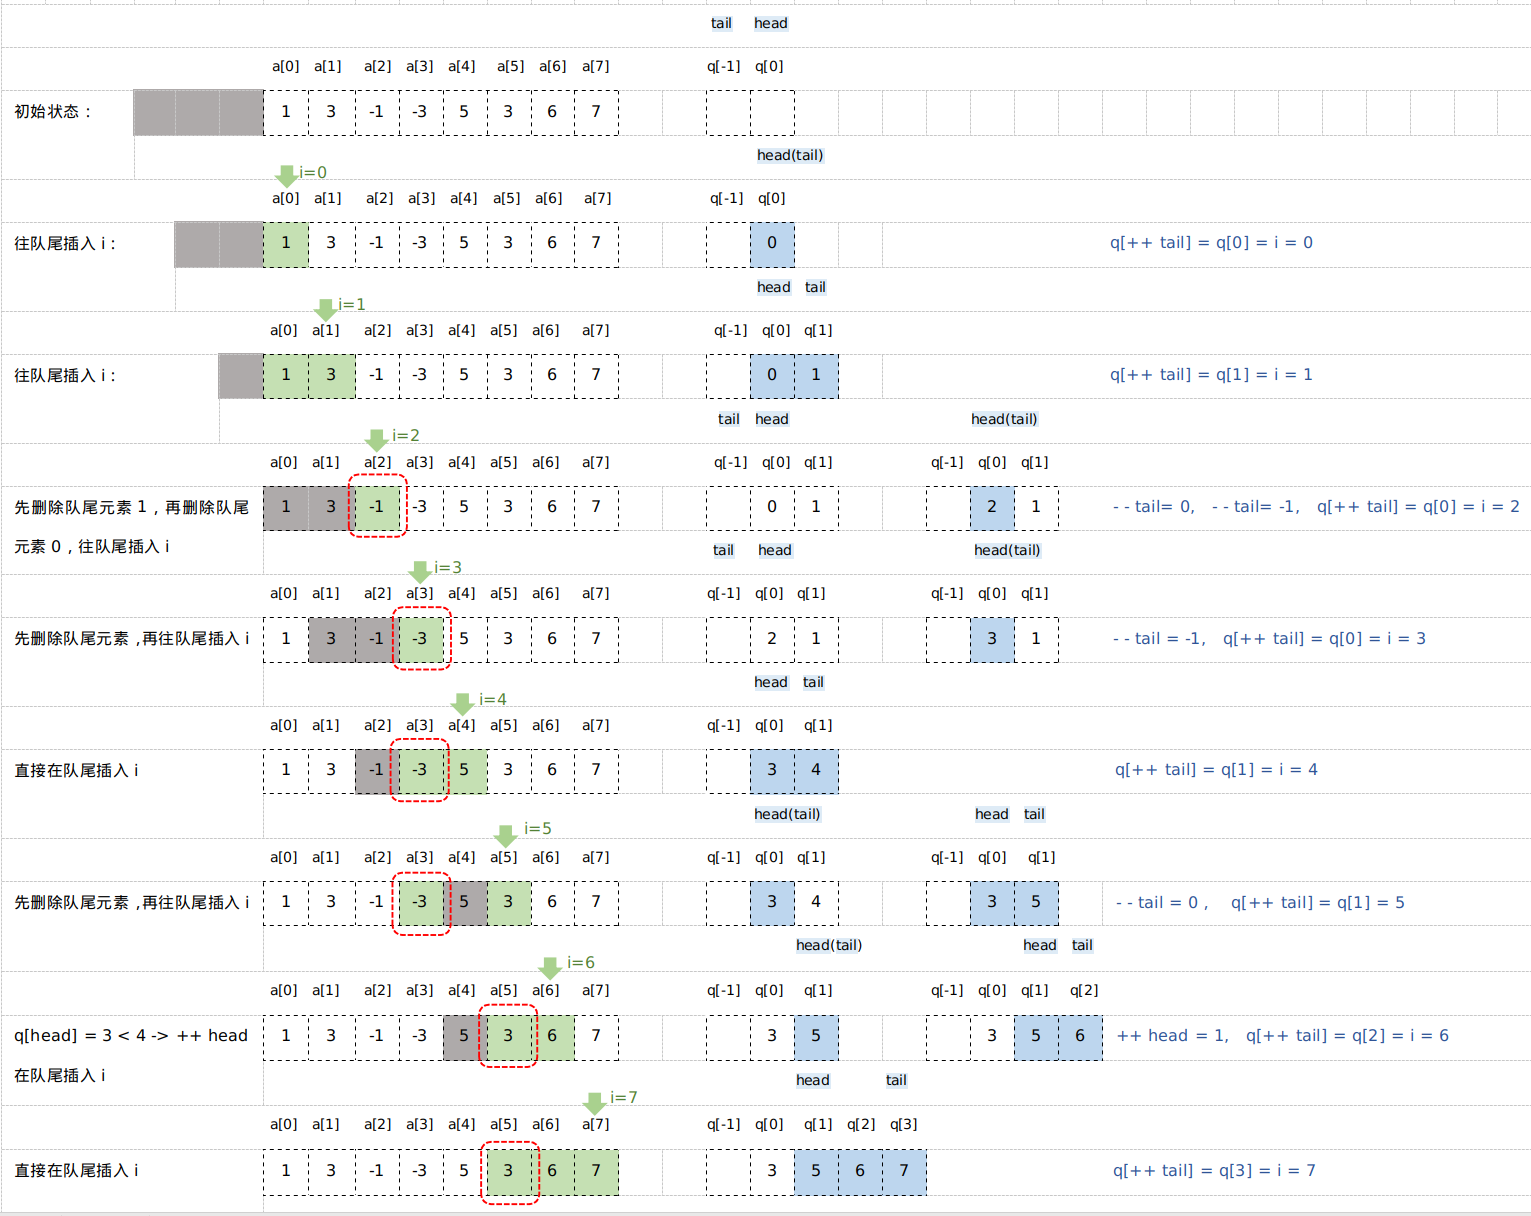 tail head
a[0] a[1] a[2] a[3] a[4] a[5] a[6] a[7] q[-1] q[0]
初始状态： 1 3 -1 -3 5 3 6 7
head(tail)
i=0
a[0] a[1] a[2] a[3] a[4] a[5] a[6] a[7] q[-1] q[0]
往队尾插入 i： 1 3 -1 -3 5 3 6 7 0 q[++ tail] = q[0] = i = 0
head tail
i=1
a[0] a[1] a[2] a[3] a[4] a[5] a[6] a[7] q[-1] q[0] q[1]
往队尾插入 i： 1 3 -1 -3 5 3 6 7 0 1 q[++ tail] = q[1] = i = 1
tail head head(tail)
i=2
a[0] a[1] a[2] a[3] a[4] a[5] a[6] a[7] q[-1] q[0] q[1] q[-1] q[0] q[1]
先删除队尾元素 1，再删除队尾 1 3 -1 -3 5 3 6 7 0 1 2 1 - - tail= 0, - - tail= -1, q[++ tail] = q[0] = i = 2
元素 0，往队尾插入 i
tail head head(tail)
i=3
a[0] a[1] a[2] a[3] a[4] a[5] a[6] a[7] q[-1] q[0] q[1] q[-1] q[0] q[1]
先删除队尾元素 ,再往队尾插入 i 1 3 -1 -3 5 3 6 7 2 1 3 1 - - tail = -1, q[++ tail] = q[0] = i = 3
head tail
i=4
a[0] a[1] a[2] a[3] a[4] a[5] a[6] a[7] q[-1] q[0] q[1]
直接在队尾插入 i 1 3 -1 -3 5 3 6 7 3 4 q[++ tail] = q[1] = i = 4
head(tail) head tail
i=5
a[0] a[1] a[2] a[3] a[4] a[5] a[6] a[7] q[-1] q[0] q[1] q[-1] q[0] q[1]
先删除队尾元素 ,再往队尾插入 i 1 3 -1 -3 5 3 6 7 3 4 3 5 - - tail = 0 , q[++ tail] = q[1] = 5
head(tail) head tail
i=6
a[0] a[1] a[2] a[3] a[4] a[5] a[6] a[7] q[-1] q[0] q[1] q[-1] q[0] q[1] q[2]
q[head] = 3 < 4 -> ++ head 1 3 -1 -3 5 3 6 7 3 5 3 5 6 ++ head = 1, q[++ tail] = q[2] = i = 6
在队尾插入 i
head tail
i=7
a[0] a[1] a[2] a[3] a[4] a[5] a[6] a[7] q[-1] q[0] q[1] q[2] q[3]
直接在队尾插入 i 1 3 -1 -3 5 3 6 7 3 5 6 7 q[++ tail] = q[3] = i = 7